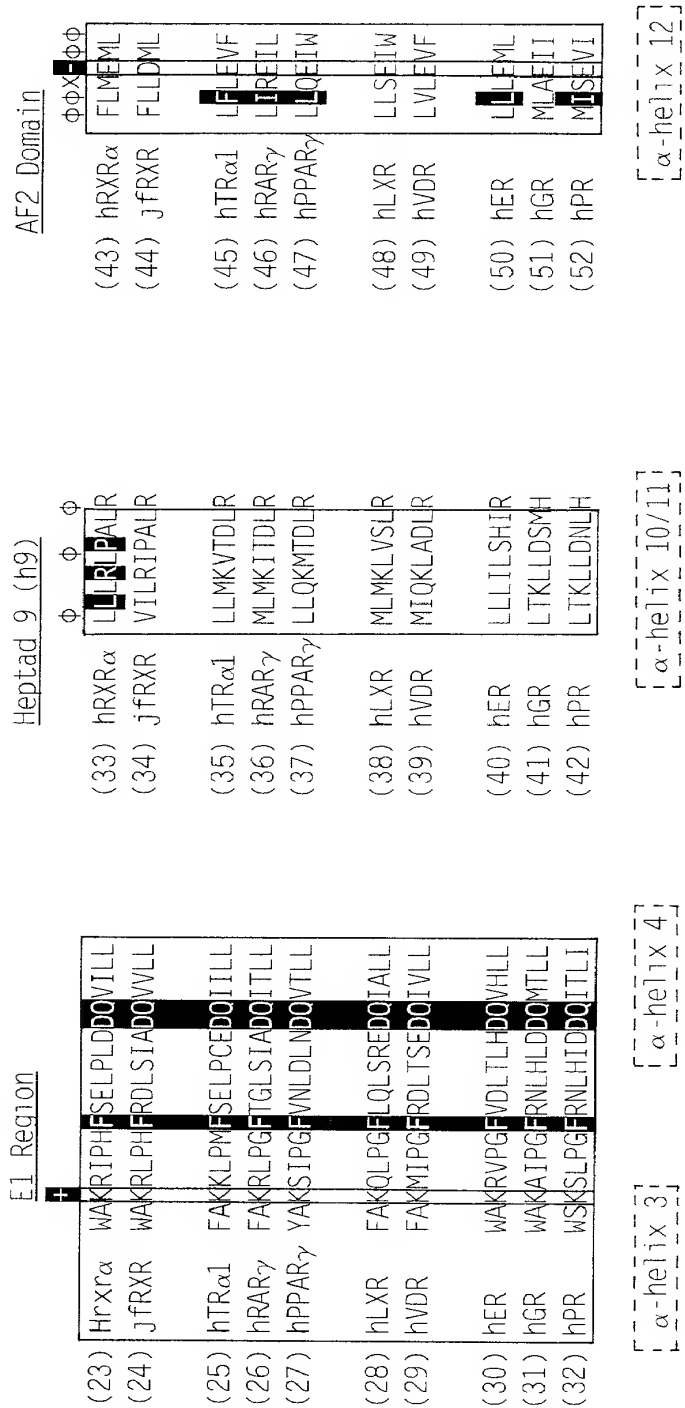 E1 Region
+
(23) Hrxrα WAKRIPHFSELPLDDQVILL
(24) jfRXR WAKRLPHFRDLSIADQVVLL
(25) hTRα1 FAKKLPMFSELPCEDQIILL
(26) hRARγ FAKRLPGFTGLSIADQITLL
(27) hPPARγ YAKSIPGFVNLDLNDQVTLL
(28) hLXR FAKQLPGFLQLSREDQIALL
(29) hVDR FAKMIPGFRDLTSEDQIVLL
(30) hER WAKRVPGFVDLTLHDQVHLL
(31) hGR WAKAIPGFRNLHLDDQMTLL
(32) hPR WSKSLPGFRNLHIDDQITLI
α-helix 3 α-helix 4
Heptad 9 (h9)
Φ Φ Φ
(33) hRXRα LLLRLPALR
(34) jfRXR VILRIPALR
(35) hTRα1 LLMKVTDLR
(36) hRARγ MLMKITDLR
(37) hPPARγ LLQKMTDLR
(38) hLXR MLMKLVSLR
(39) hVDR MIQKLADLR
(40) hER LLLILSHIR
(41) hGR LTKLLDSMH
(42) hPR LTKLLDNLH
α-helix 10/11
AF2 Domain
ΦΦX-ΦΦ
(43) hRXRα FLMEML
(44) jfRXR FLLDML
(45) hTRα1 LFLEVF
(46) hRARγ LIREIL
(47) hPPARγ LLQEIW
(48) hLXR LLSEIW
(49) hVDR LVLEVF
(50) hER LLLEML
(51) hGR MLAEII
(52) hPR MISEVI
α-helix 12